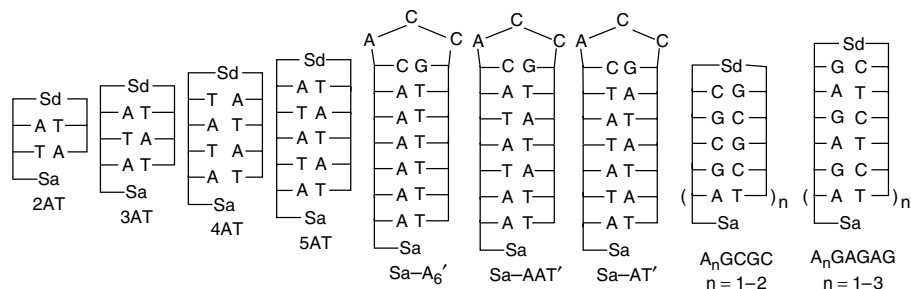 Sd
A T
T A
Sa
2AT
Sd
A T
T A
A T
Sa
3AT
Sd
T A
A T
T A
A T
Sa
4AT
Sd
A T
T A
A T
T A
A T
Sa
5AT
C
A C
C G
A T
A T
A T
A T
A T
A T
Sa
Sa–A₆′
C
A C
C G
A T
T A
A T
T A
A T
A T
Sa
Sa–AAT′
C
A C
C G
T A
A T
T A
A T
T A
A T
Sa
Sa–AT′
Sd
C G
G C
C G
G C
( A T )n
Sa
AₙGCGC
n = 1–2
Sd
G C
A T
G C
A T
G C
( A T )n
Sa
AₙGAGAG
n = 1–3